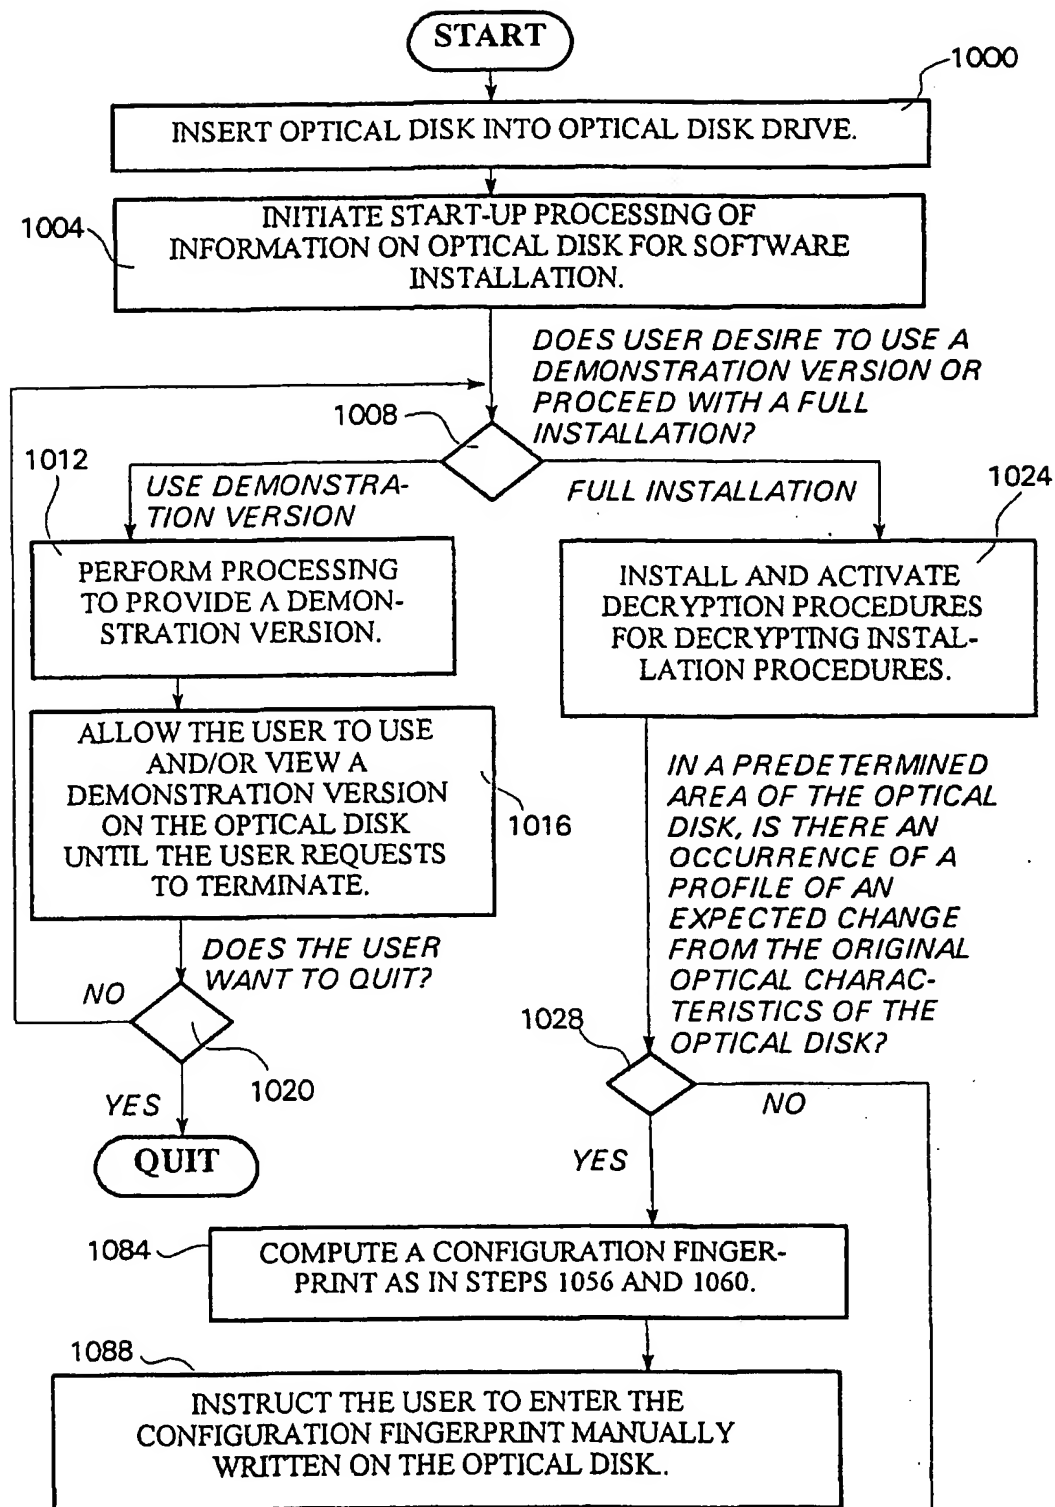 START
1000
INSERT OPTICAL DISK INTO OPTICAL DISK DRIVE.
1004
INITIATE START-UP PROCESSING OF
INFORMATION ON OPTICAL DISK FOR SOFTWARE
INSTALLATION.
DOES USER DESIRE TO USE A
DEMONSTRATION VERSION OR
PROCEED WITH A FULL
INSTALLATION?
1008
1012
USE DEMONSTRA-
TION VERSION
FULL INSTALLATION
1024
PERFORM PROCESSING
TO PROVIDE A DEMON-
STRATION VERSION.
INSTALL AND ACTIVATE
DECRYPTION PROCEDURES
FOR DECRYPTING INSTAL-
LATION PROCEDURES.
ALLOW THE USER TO USE
AND/OR VIEW A
DEMONSTRATION VERSION
ON THE OPTICAL DISK
UNTIL THE USER REQUESTS
TO TERMINATE.
1016
IN A PREDETERMINED
AREA OF THE OPTICAL
DISK, IS THERE AN
OCCURRENCE OF A
PROFILE OF AN
EXPECTED CHANGE
FROM THE ORIGINAL
OPTICAL CHARAC-
TERISTICS OF THE
OPTICAL DISK?
DOES THE USER
WANT TO QUIT?
NO
1020
YES
QUIT
1028
NO
YES
1084
COMPUTE A CONFIGURATION FINGER-
PRINT AS IN STEPS 1056 AND 1060.
1088
INSTRUCT THE USER TO ENTER THE
CONFIGURATION FINGERPRINT MANUALLY
WRITTEN ON THE OPTICAL DISK.